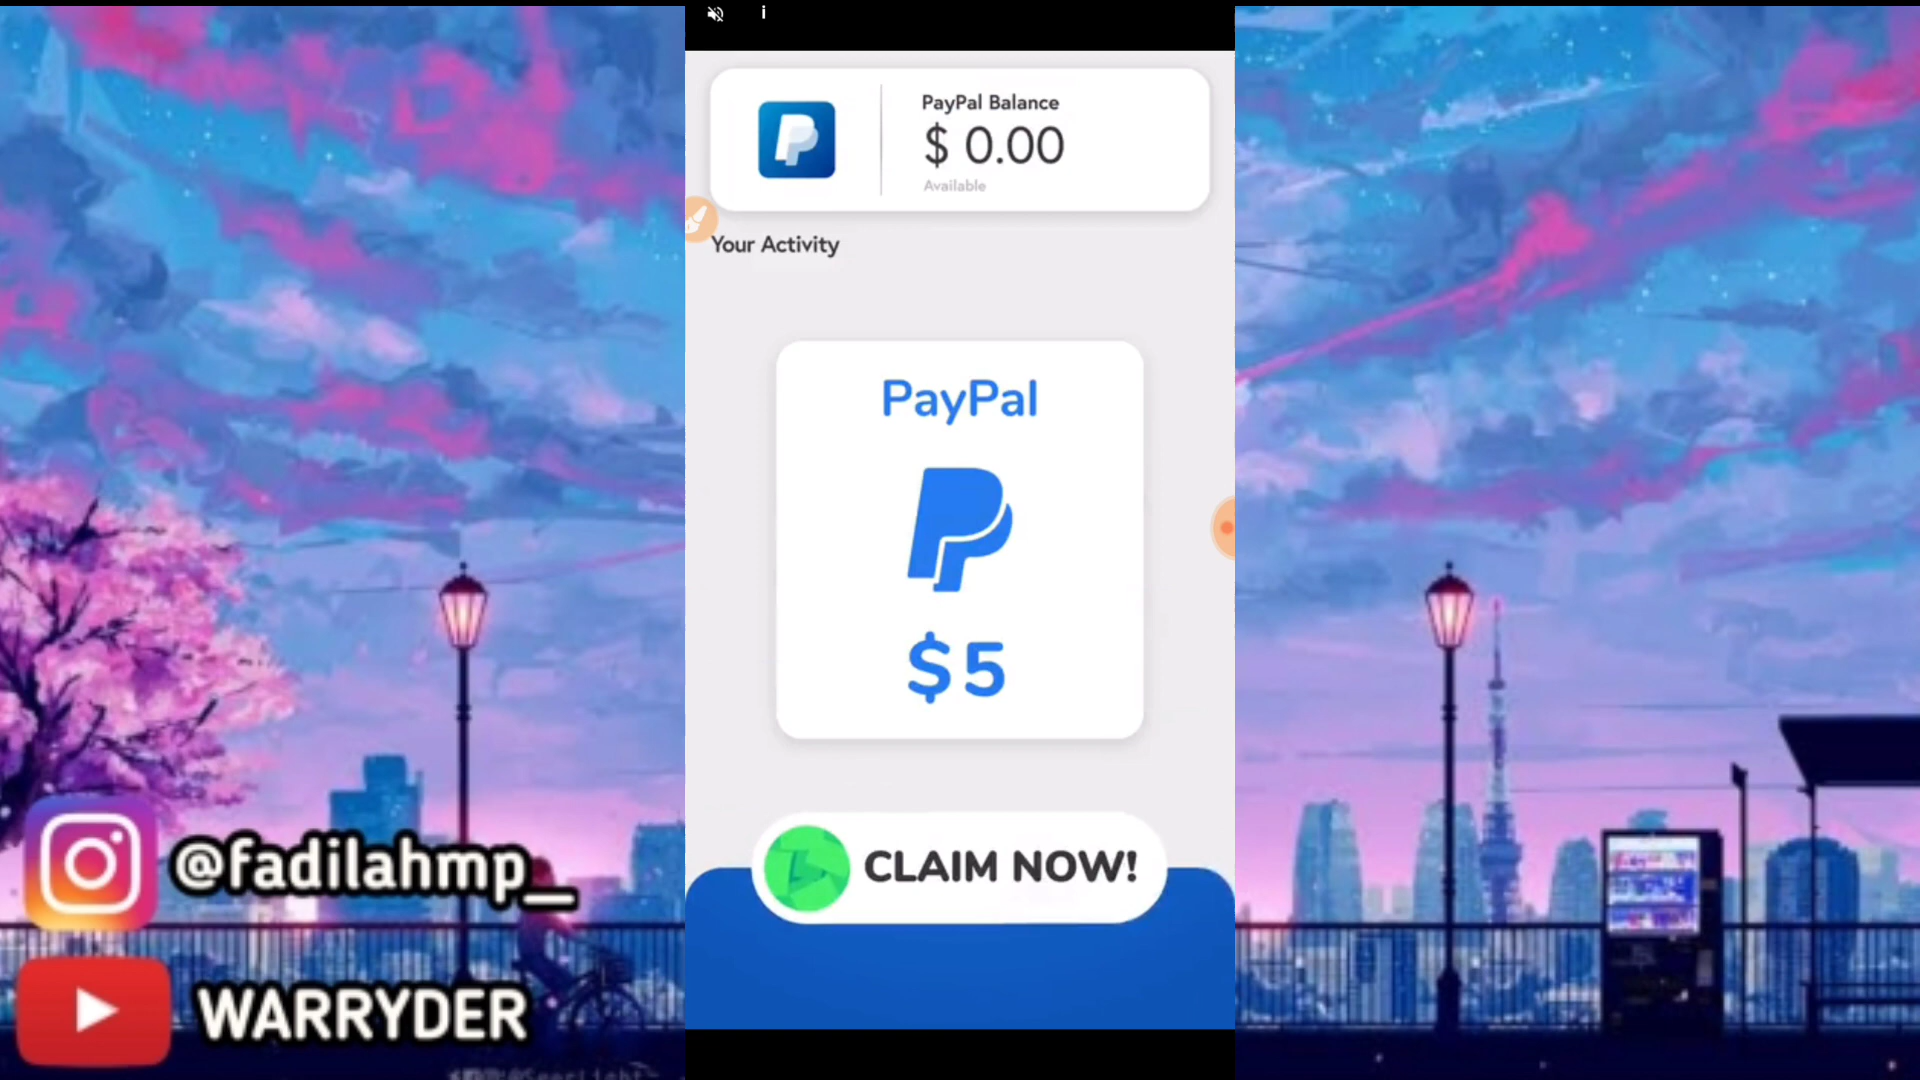 i
PayPal Balance
$ 0.00
Available
Your Activity
PayPal
$5
CLAIM NOW!
@fadilahmp_
WARRYDER